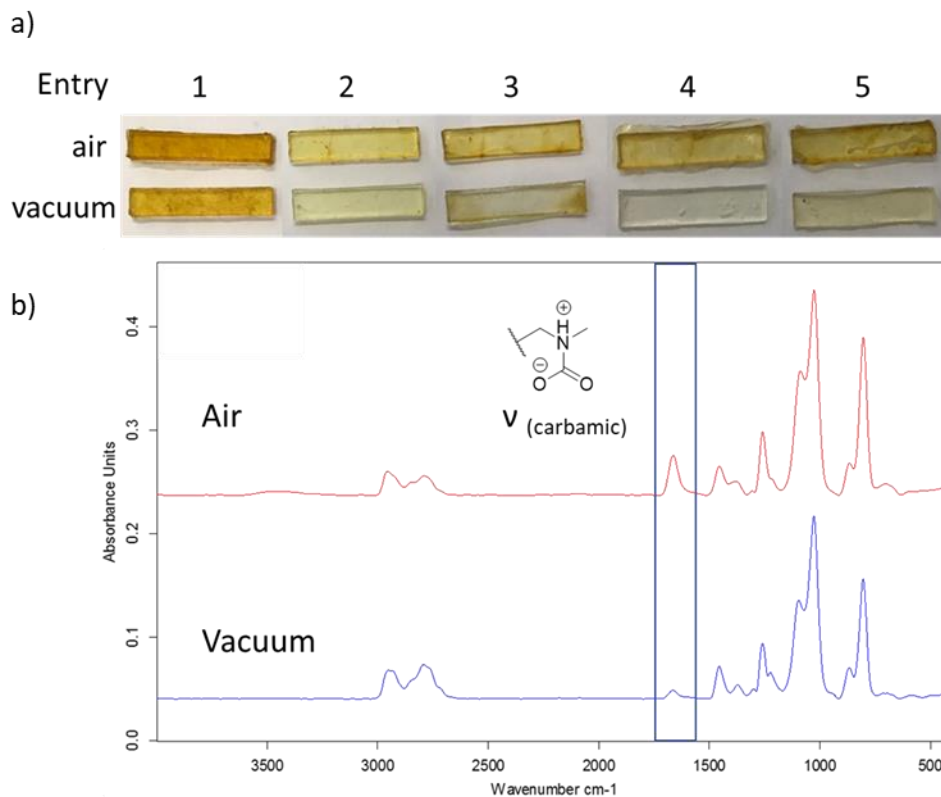 a)
Entry 1 2 3 4 5
air
vacuum
b)
⊕
H
N
⊖
O O
ν (carbamic)
Air
Vacuum
Absorbance Units
0.4
0.3
0.2
0.1
0.0
3500 3000 2500 2000 1500 1000 500
Wavenumber cm-1